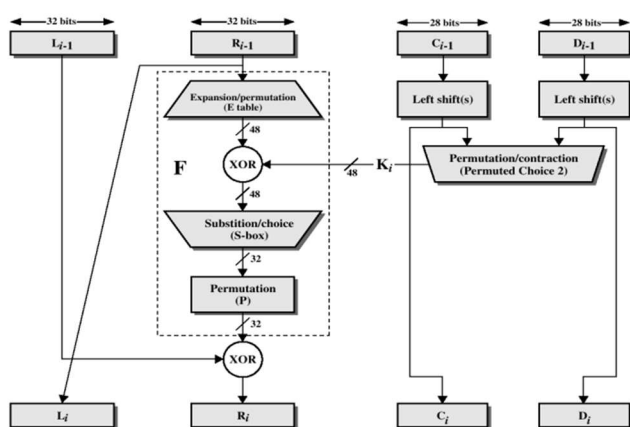 32 bits
32 bits
28 bits
28 bits
Li-1
Ri-1
Ci-1
Di-1
Expansion/permutation
(E table)
Left shift(s)
Left shift(s)
48
F
XOR
48
Ki
Permutation/contraction
(Permuted Choice 2)
48
Substition/choice
(S-box)
32
Permutation
(P)
32
XOR
Li
Ri
Ci
Di